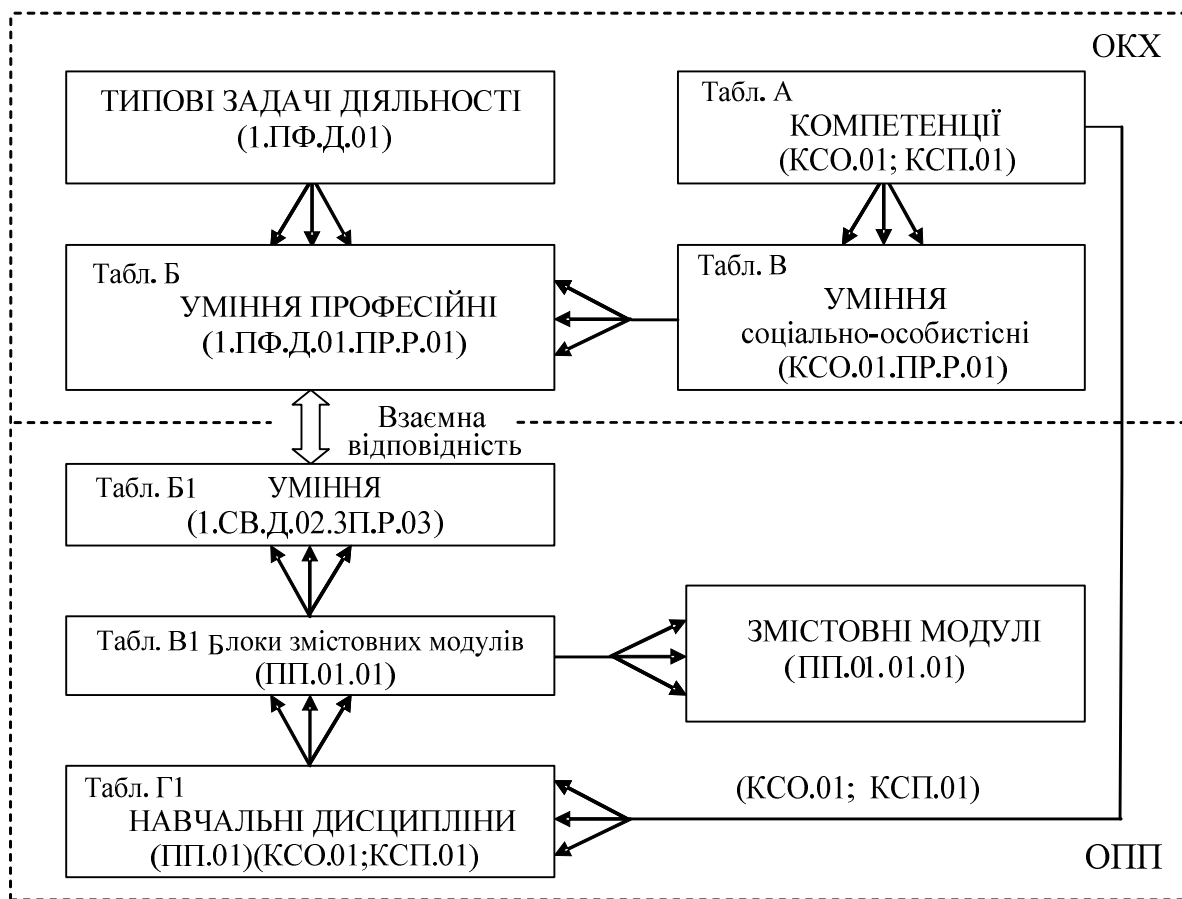 ОКХ
ТИПОВІ ЗАДАЧІ ДІЯЛЬНОСТІ
(1.ПФ.Д.01)
Табл. А
КОМПЕТЕНЦІЇ
(КСО.01; КСП.01)
Табл. Б
УМІННЯ ПРОФЕСІЙНІ
(1.ПФ.Д.01.ПР.Р.01)
Табл. В
УМІННЯ
соціально-особистісні
(КСО.01.ПР.Р.01)
Взаємна
відповідність
Табл. Б1 УМІННЯ
(1.СВ.Д.02.ЗП.Р.03)
Табл. В1 Блоки змістовних модулів
(ПП.01.01)
ЗМІСТОВНІ МОДУЛІ
(ПП.01.01.01)
Табл. Г1
НАВЧАЛЬНІ ДИСЦИПЛІНИ
(ПП.01)(КСО.01;КСП.01)
(КСО.01; КСП.01)
ОПП